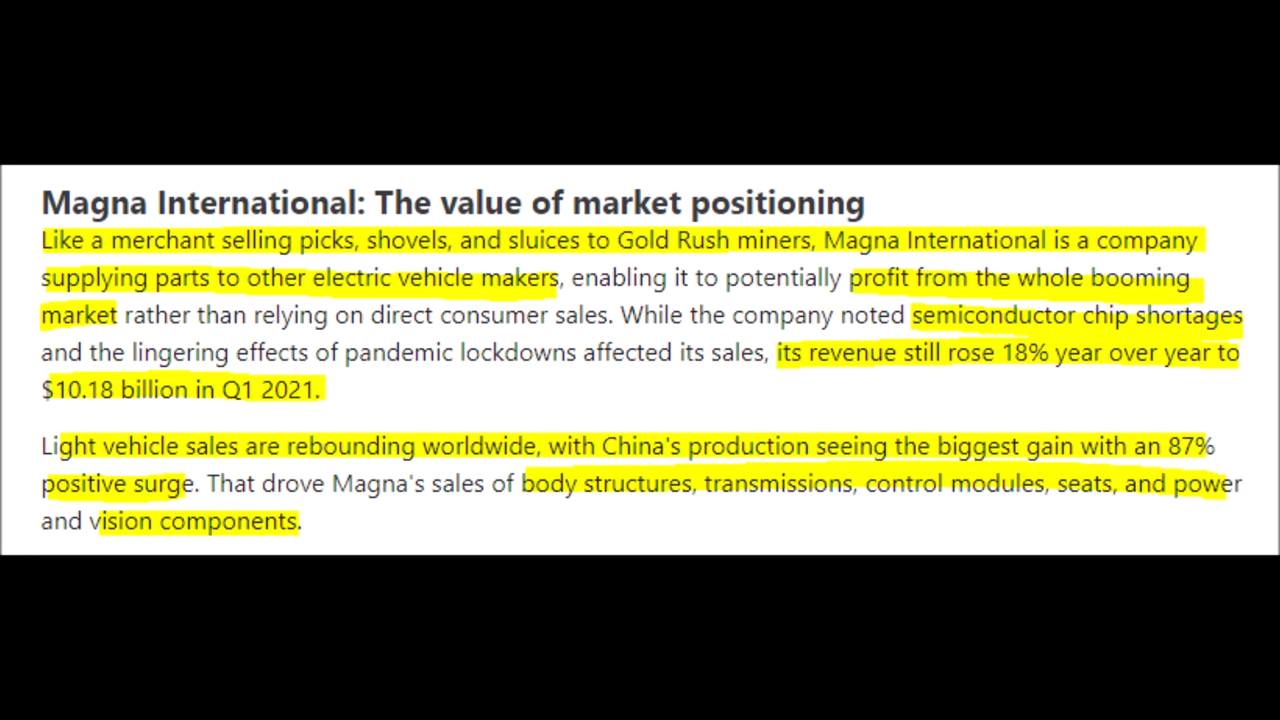 Magna International: The value of market positioning
Like a merchant selling picks, shovels, and sluices to Gold Rush miners, Magna International is a company
supplying parts to other electric vehicle makers, enabling it to potentially profit from the whole booming
market rather than relying on direct consumer sales. While the company noted semiconductor chip shortages
and the lingering effects of pandemic lockdowns affected its sales, its revenue still rose 18% year over year to
$10.18 billion in Q1 2021.
Light vehicle sales are rebounding worldwide, with China's production seeing the biggest gain with an 87%
positive surge. That drove Magna's sales of body structures, transmissions, control modules, seats, and power
and vision components.